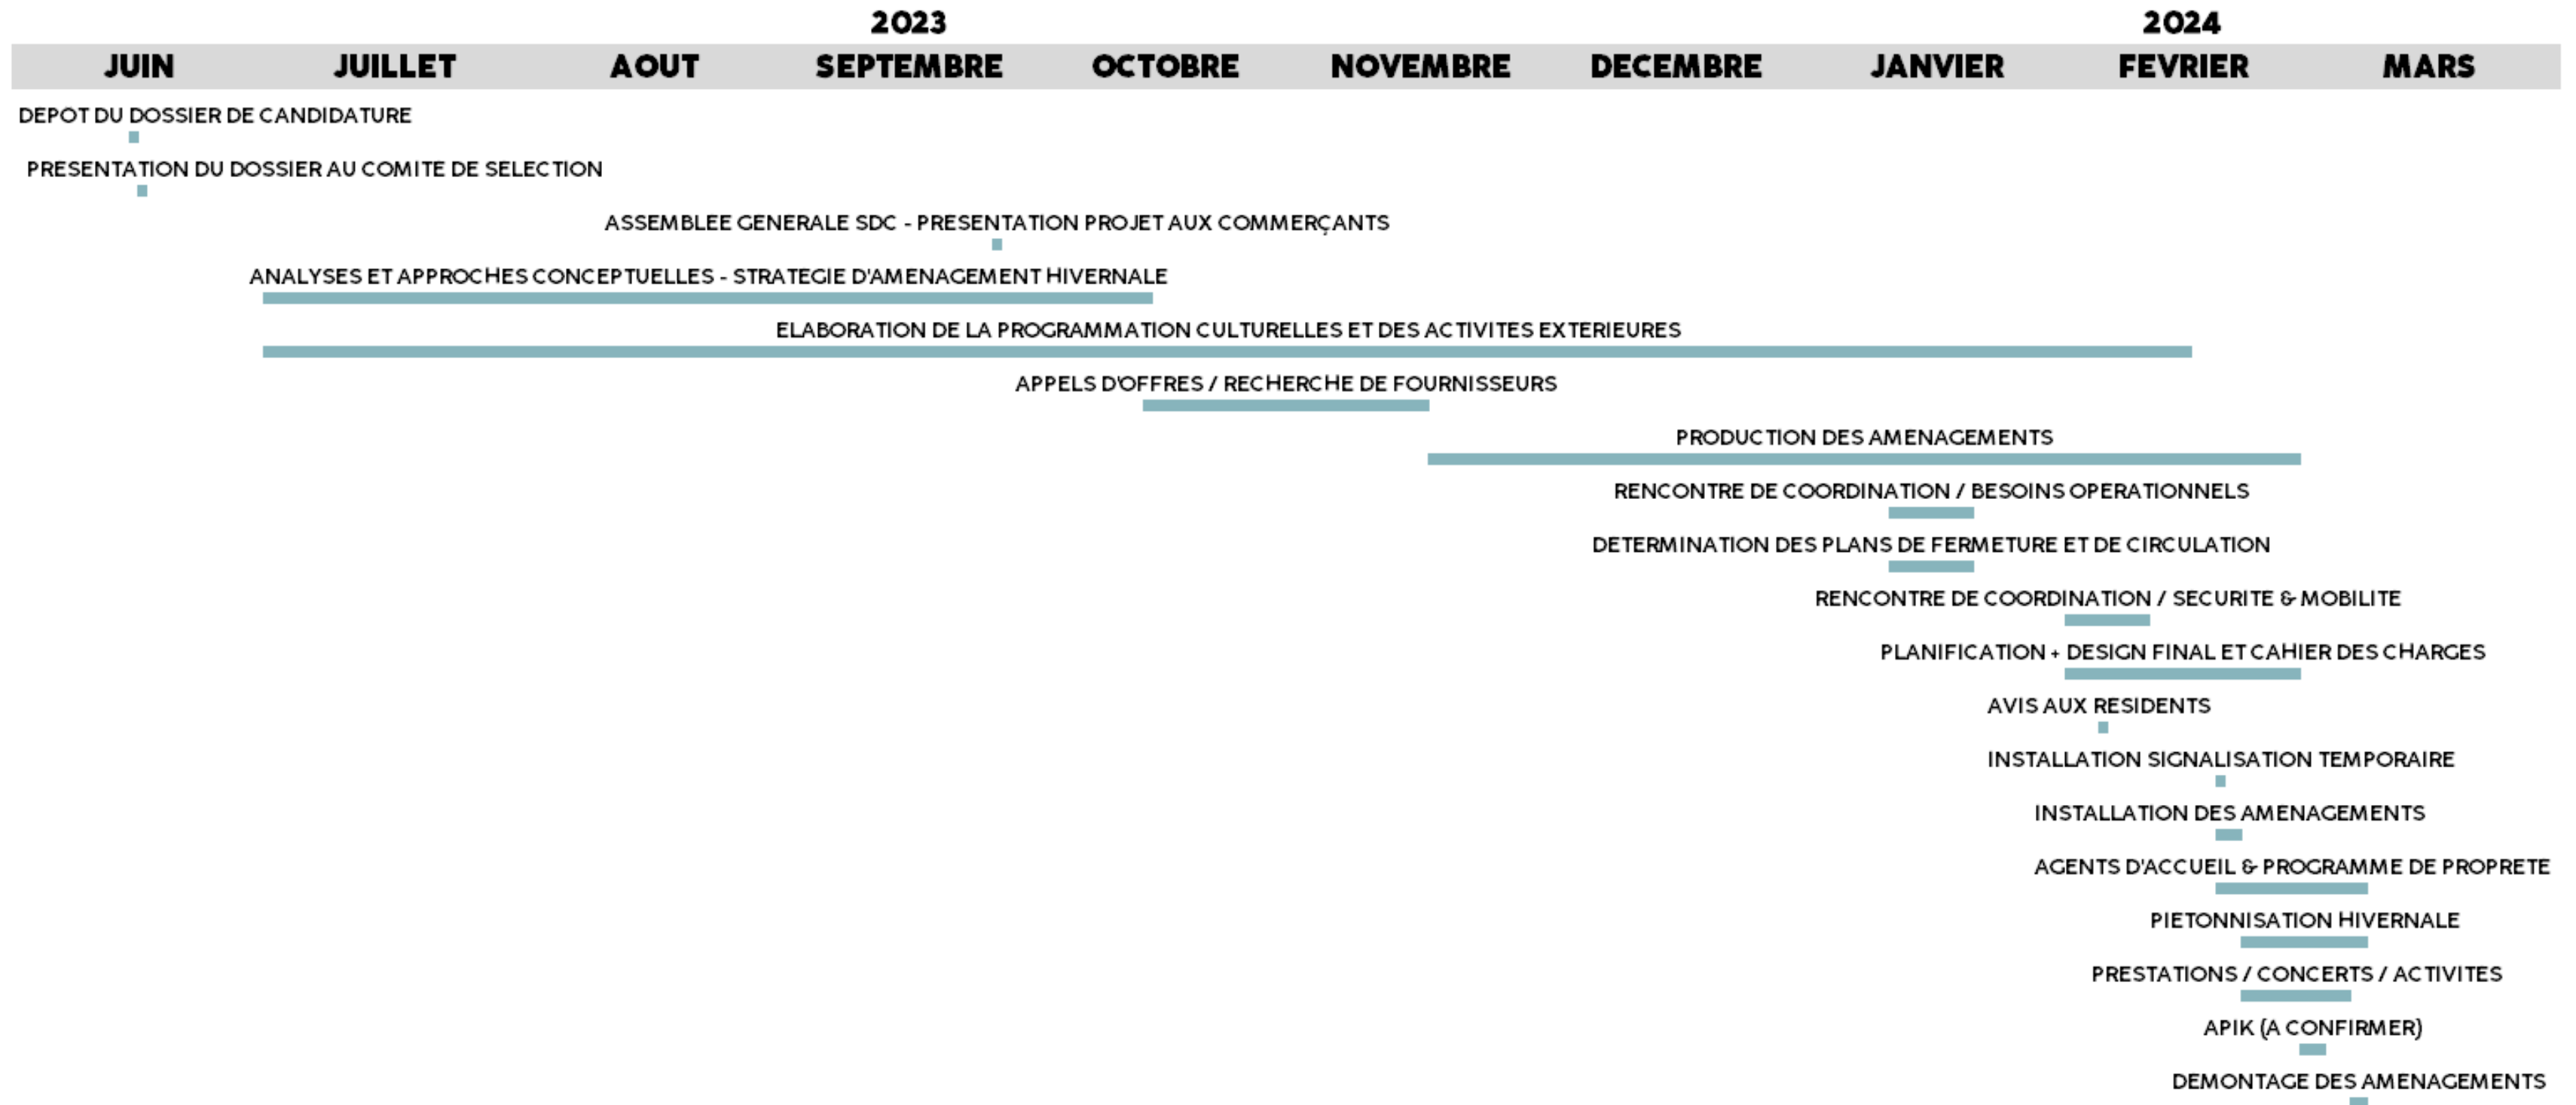 2023 2024
JUIN JUILLET AOUT SEPTEMBRE OCTOBRE NOVEMBRE DECEMBRE JANVIER FEVRIER MARS
DEPOT DU DOSSIER DE CANDIDATURE
PRESENTATION DU DOSSIER AU COMITE DE SELECTION
ASSEMBLEE GENERALE SDC - PRESENTATION PROJET AUX COMMERÇANTS
ANALYSES ET APPROCHES CONCEPTUELLES - STRATEGIE D'AMENAGEMENT HIVERNALE
ELABORATION DE LA PROGRAMMATION CULTURELLES ET DES ACTIVITES EXTERIEURES
APPELS D'OFFRES / RECHERCHE DE FOURNISSEURS
PRODUCTION DES AMENAGEMENTS
RENCONTRE DE COORDINATION / BESOINS OPERATIONNELS
DETERMINATION DES PLANS DE FERMETURE ET DE CIRCULATION
RENCONTRE DE COORDINATION / SECURITE & MOBILITE
PLANIFICATION + DESIGN FINAL ET CAHIER DES CHARGES
AVIS AUX RESIDENTS
INSTALLATION SIGNALISATION TEMPORAIRE
INSTALLATION DES AMENAGEMENTS
AGENTS D'ACCUEIL & PROGRAMME DE PROPRETE
PIETONNISATION HIVERNALE
PRESTATIONS / CONCERTS / ACTIVITES
APIK (A CONFIRMER)
DEMONTAGE DES AMENAGEMENTS